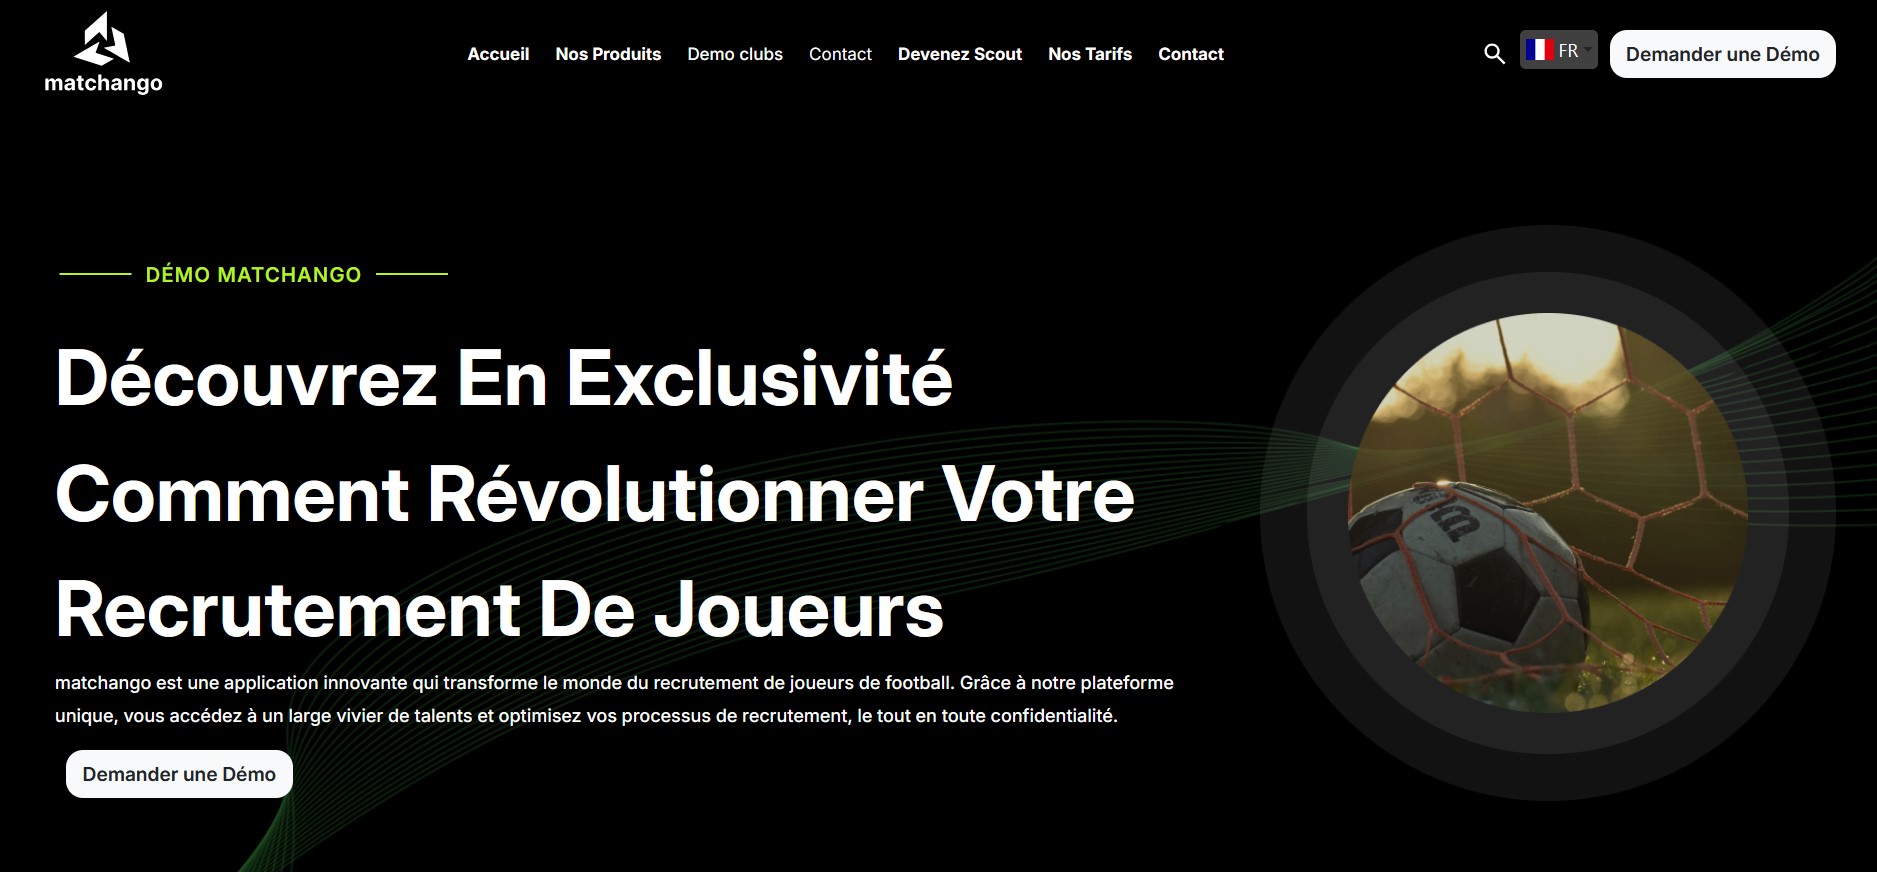 matchango
Accueil
Nos Produits
Demo clubs
Contact
Devenez Scout
Nos Tarifs
Contact
FR
Demander une Démo
DÉMO MATCHANGO
Découvrez En Exclusivité
Comment Révolutionner Votre
Recrutement De Joueurs
matchango est une application innovante qui transforme le monde du recrutement de joueurs de football. Grâce à notre plateforme
unique, vous accédez à un large vivier de talents et optimisez vos processus de recrutement, le tout en toute confidentialité.
Demander une Démo